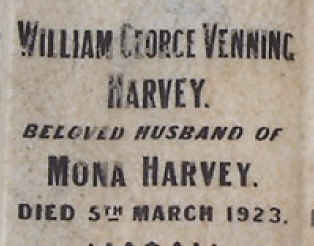 WILLIAM GEORGE VENNING
HARVEY.
BELOVED HUSBAND OF
MONA HARVEY.
DIED 5TH MARCH 1923.